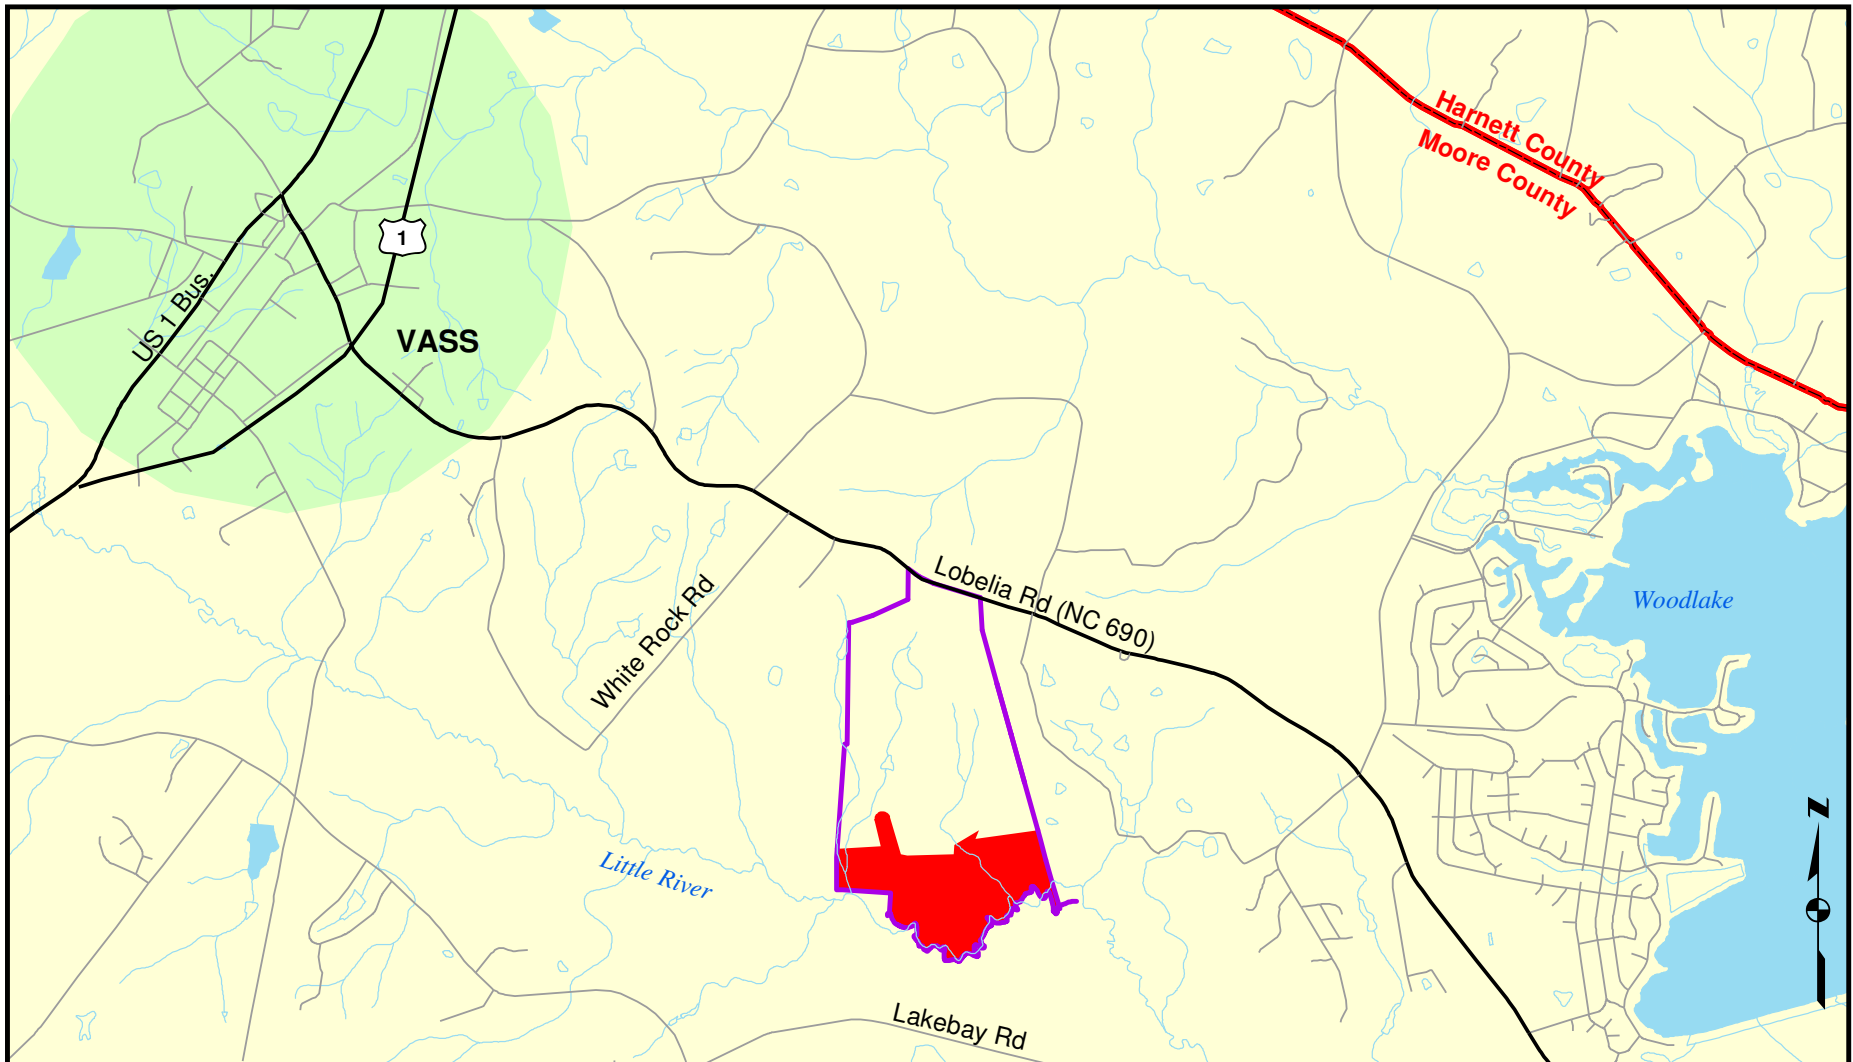 Harnett County
Moore County
1
US 1 Bus.
VASS
Lobelia Rd (NC 690)
White Rock Rd
Woodlake
Little River
Lakebay Rd
N